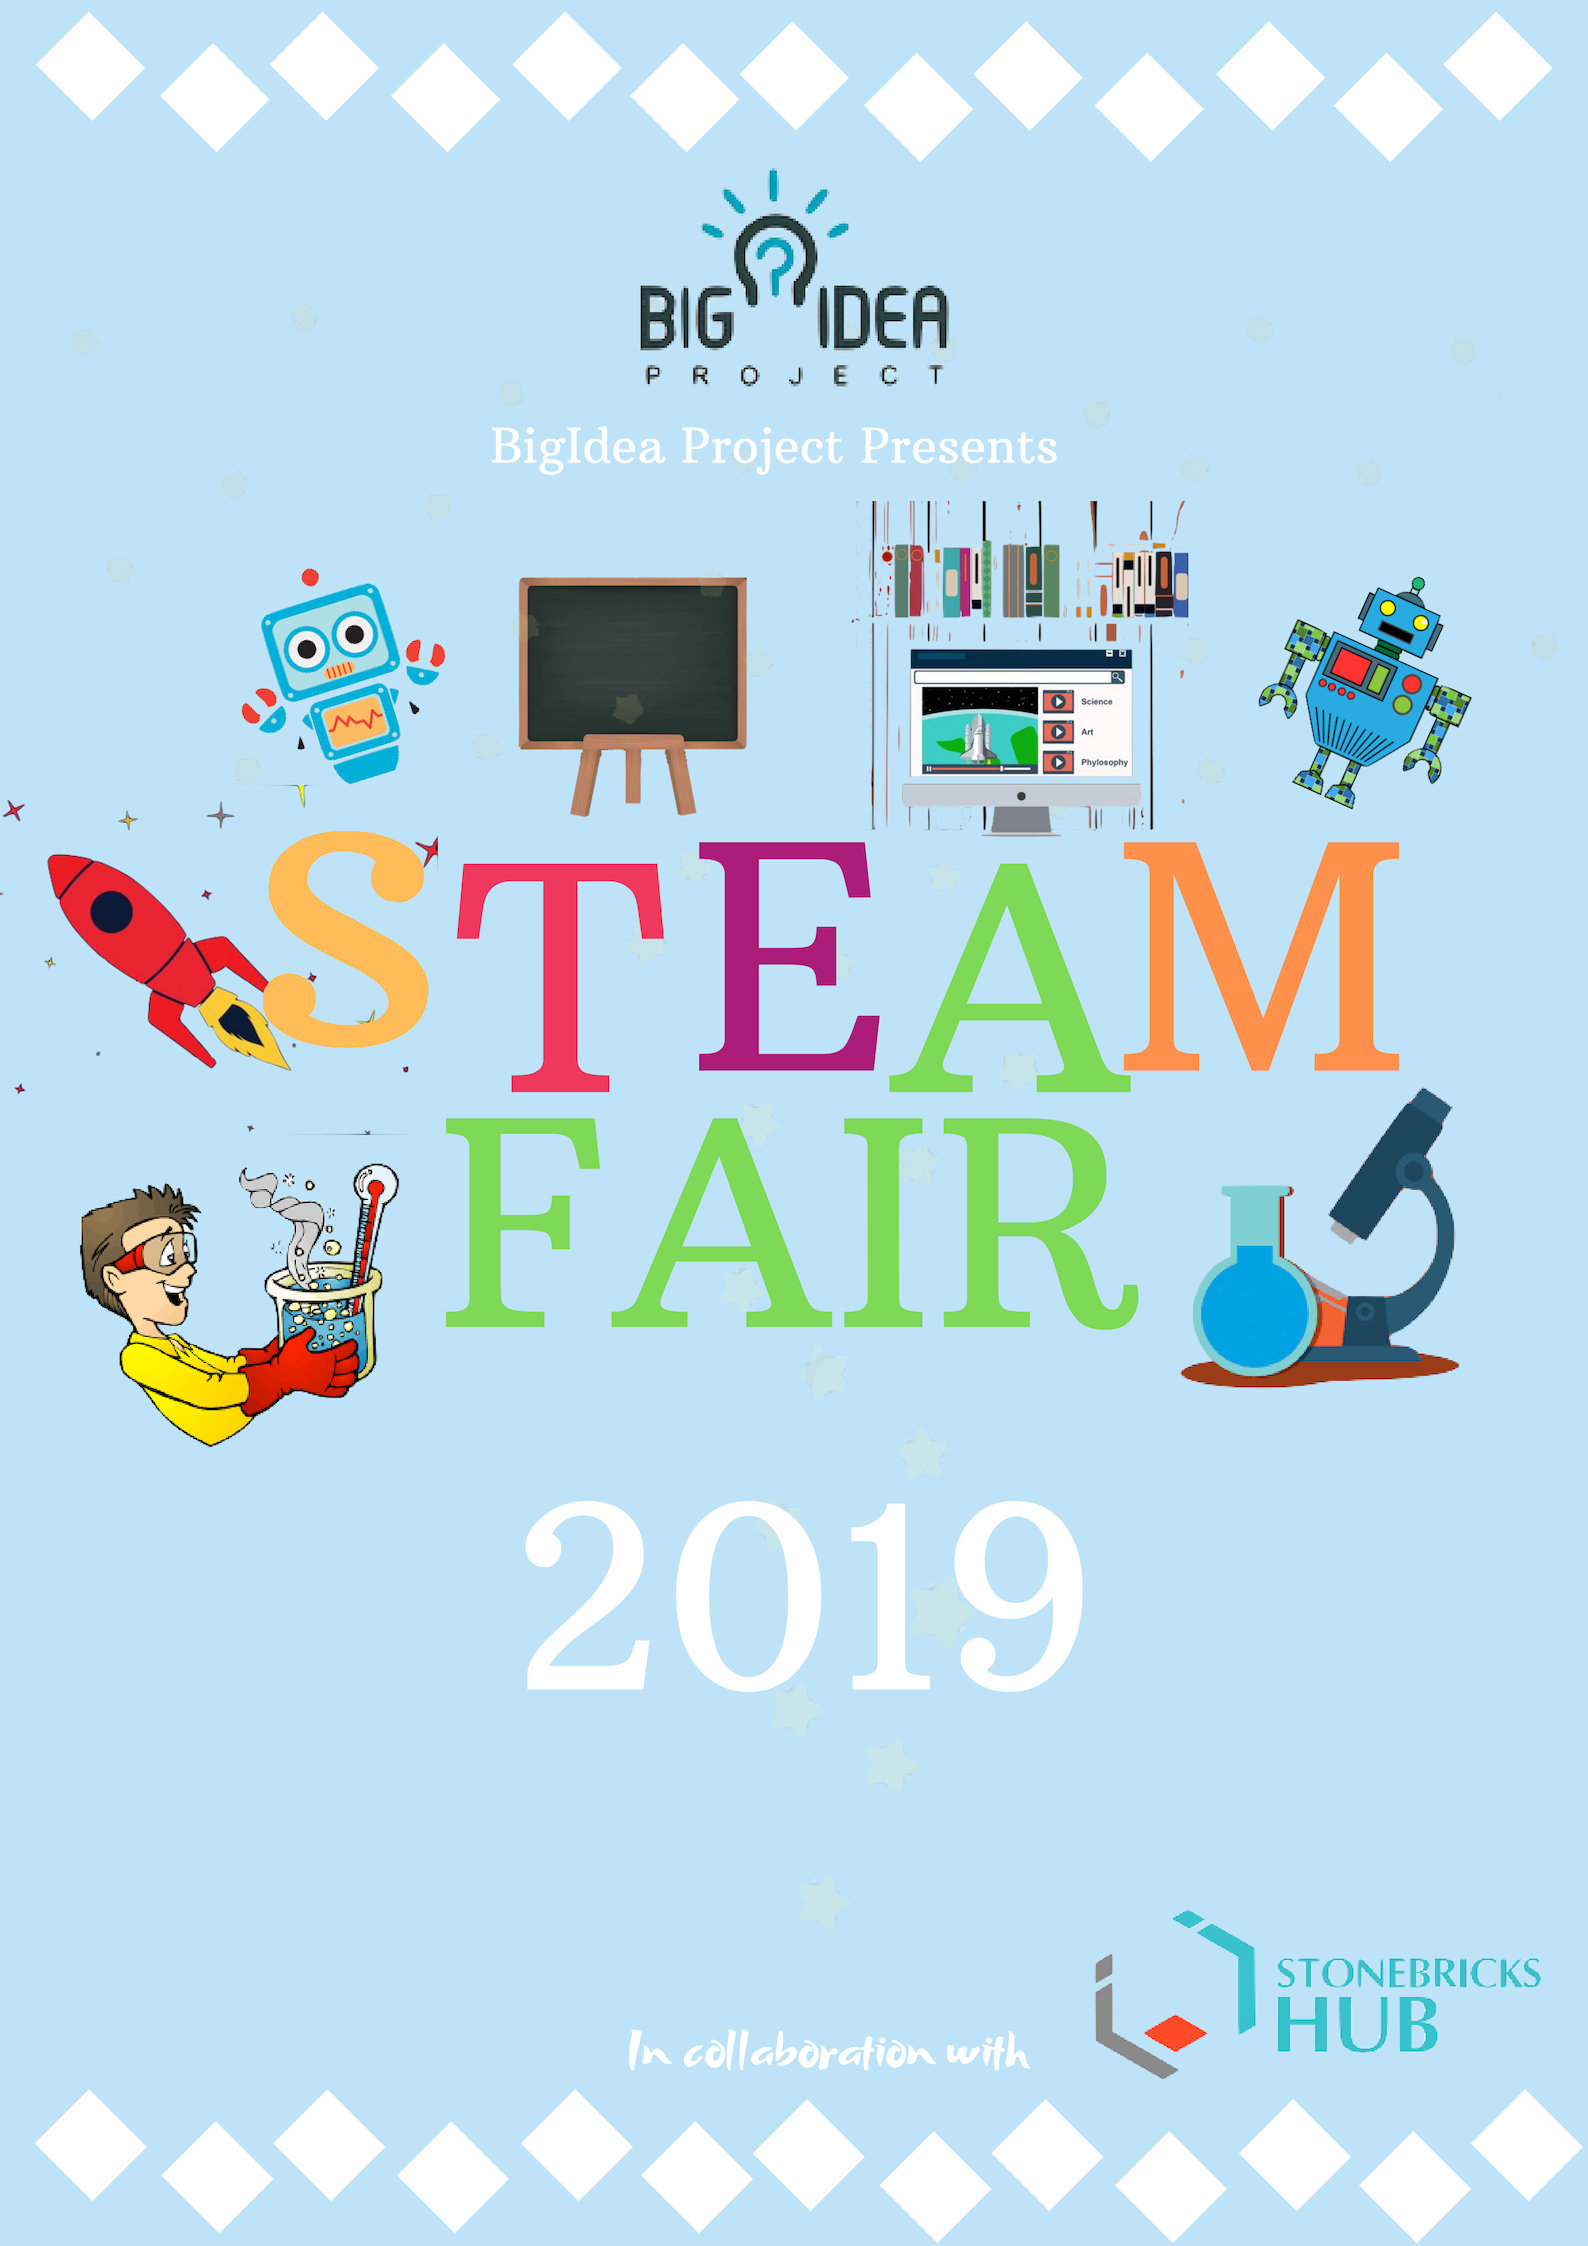 BIG IDEA
PROJECT
BigIdea Project Presents
Science
Art
Phylosophy
STEAM
FAIR
2019
In collaboration with
STONEBRICKS
HUB